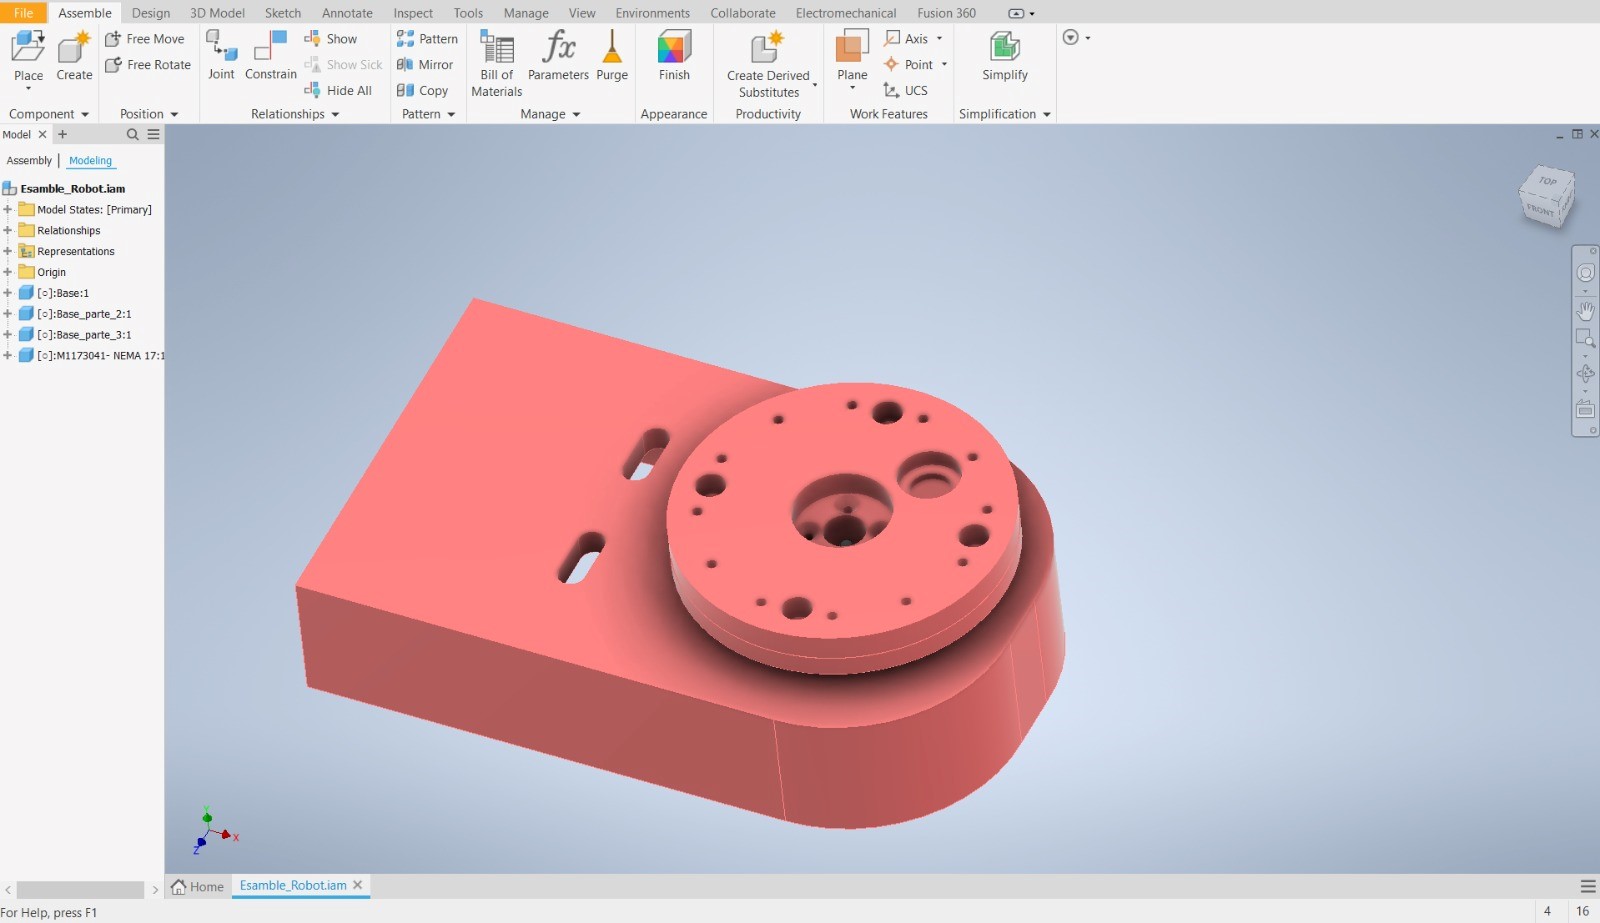 File Assemble Design 3D Model Sketch Annotate Inspect Tools Manage View Environments Collaborate Electromechanical Fusion 360
Place
Create
Free Move
Free Rotate
Joint
Constrain
Show
Show Sick
Hide All
Pattern
Mirror
Copy
Bill of
Materials
Parameters
Purge
Finish
Create Derived
Substitutes
Plane
Axis
Point
UCS
Simplify
Component Position Relationships Pattern Manage Appearance Productivity Work Features Simplification
Model
Assembly | Modeling
Esamble_Robot.iam
Model States: [Primary]
Relationships
Representations
Origin
[○]:Base:1
[○]:Base_parte_2:1
[○]:Base_parte_3:1
[○]:M1173041- NEMA 17:1
TOP
FRONT
Y
X
Z
Home Esamble_Robot.iam
For Help, press F1
4 16